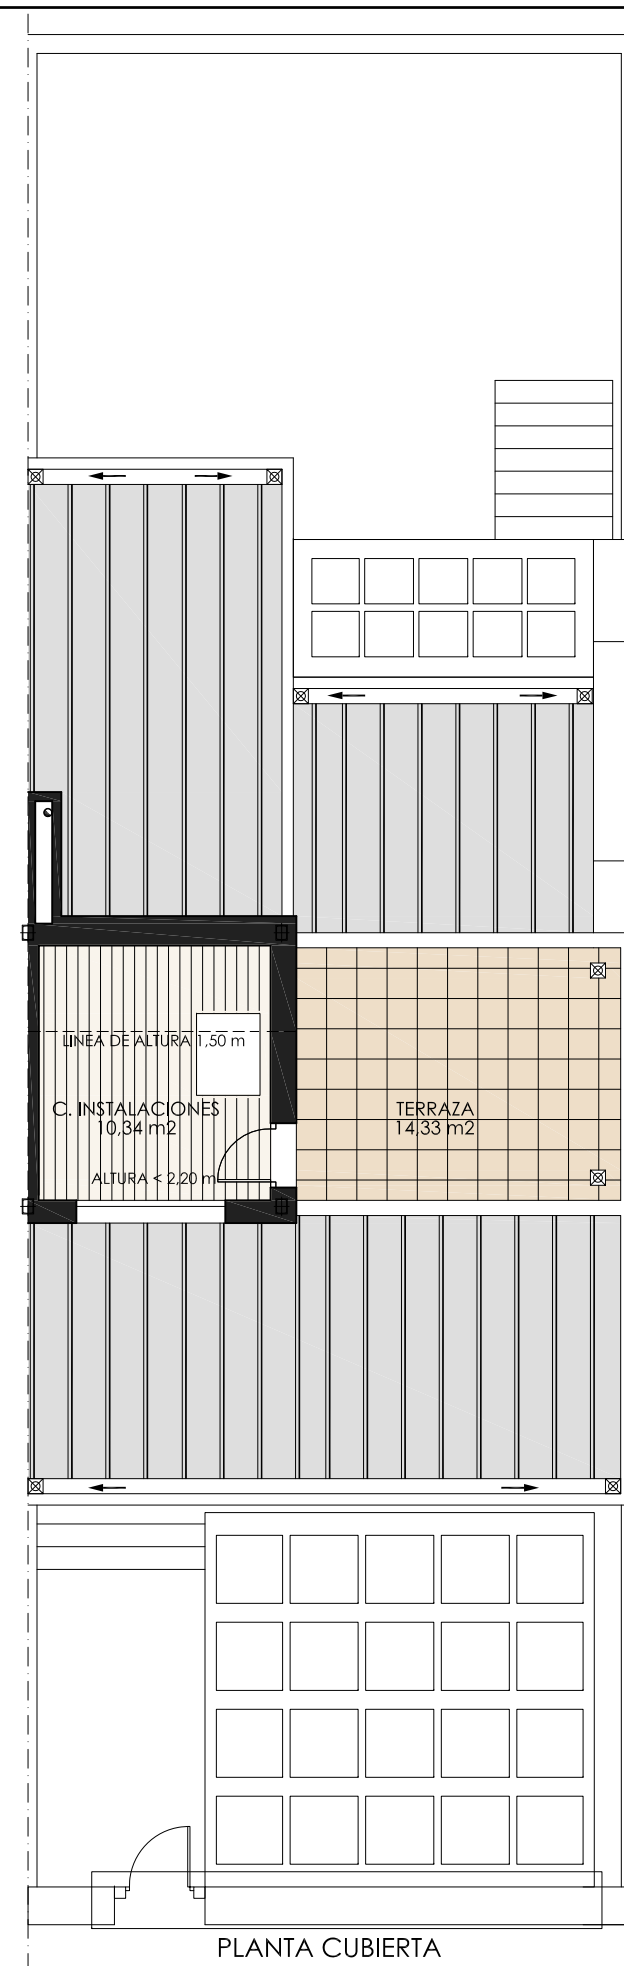 LINEA DE ALTURA 1,50 m
C. INSTALACIONES
10,34 m2
TERRAZA
14,33 m2
ALTURA < 2,20 m
PLANTA CUBIERTA